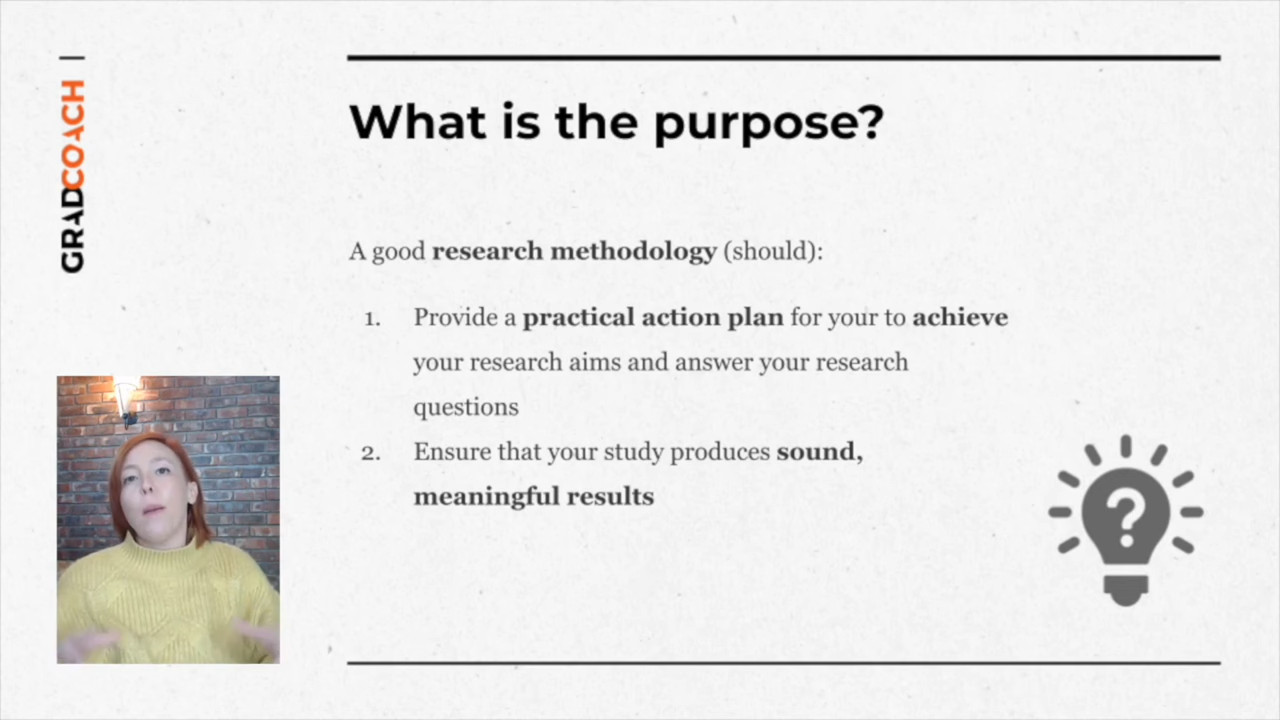 GRADCOACH
What is the purpose?
A good research methodology (should):
1. Provide a practical action plan for your to achieve
your research aims and answer your research
questions
2. Ensure that your study produces sound,
meaningful results
?